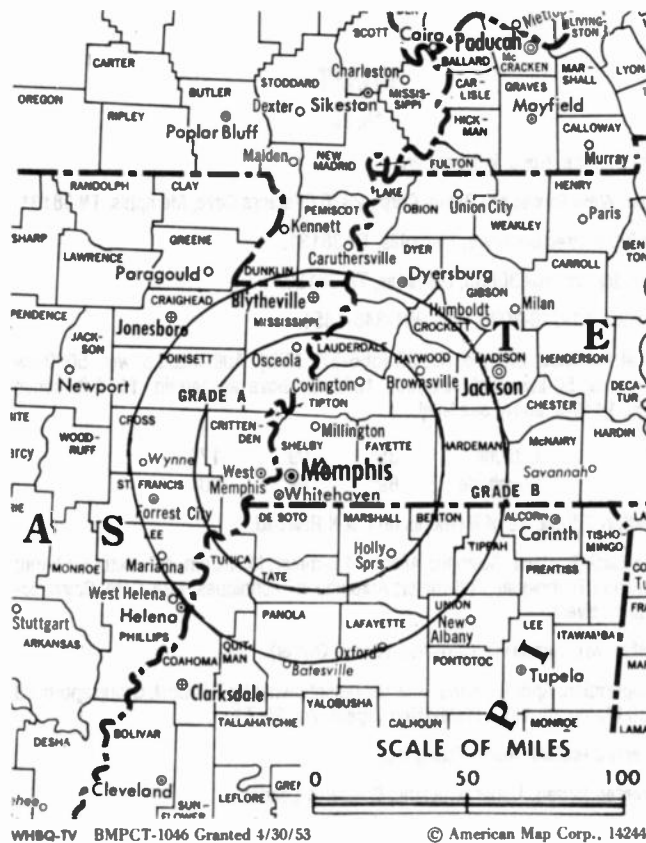 SCOTT
Cairo
Paducah
Metropo
LIVING-
STON
CARTER
BUTLER
STODDARD
Charleston
BALLARD
Mc
CRACKEN
MAR-
SHALL
LYON
OREGON
RIPLEY
Poplar Bluff
Dexter
Sikeston
MISSIS-
SIPPI
CAR-
LISLE
GRAVES
Mayfield
HICK-
MAN
CALLOWAY
Murray
Malden
NEW
MADRID
FULTON
RANDOLPH
CLAY
LAKE
HENRY
PEMISCOT
OBION
Union City
Paris
Kennett
WEAKLEY
SHARP
GREENE
Caruthersville
DYER
BEN-
TON
LAWRENCE
Paragould
DUNKLIN
Dyersburg
CARROLL
GIBSON
CRAIGHEAD
Blytheville
Humboldt
Milan
PENDENCE
Jonesboro
MISSISSIPPI
CROCKETT
T
E
JACK-
SON
POINSETT
Osceola
LAUDERDALE
HAYWOOD
MADISON
HENDERSON
Newport
Covington
Brownsville
Jackson
DECA-
TUR
GRADE A
TIPTON
CHESTER
CROSS
CRITTEN-
DEN
Millington
HARDIN
WOOD-
RUFF
SHELBY
FAYETTE
HARDEMAN
McNAIRY
Wynne
West
Memphis
Memphis
Savannah
ST. FRANCIS
Whitehaven
GRADE B
Forrest City
DE SOTO
MARSHALL
BENTON
ALCORN
A
S
LEE
Corinth
TISHO-
MINGO
TIPPAH
MONROE
Marianna
TUNICA
Holly
Sprs.
PRENTISS
TATE
West Helena
Helena
PANOLA
UNION
New
Albany
LEE
ITAWAMBA
Stuttgart
PHILLIPS
LAFAYETTE
ARKANSAS
QUIT-
MAN
Oxford
PONTOTOC
I
COAHOMA
Batesville
Tupelo
Clarksdale
YALOBUSHA
P
TALLAHATCHIE
CALHOUN
MONROE
BOLIVAR
DESHA
SCALE OF MILES
Cleveland
0 50 100
LEFLORE
SUN-
FLOWER
WHBQ-TV BMPCT-1046 Granted 4/30/53 © American Map Corp., 14244